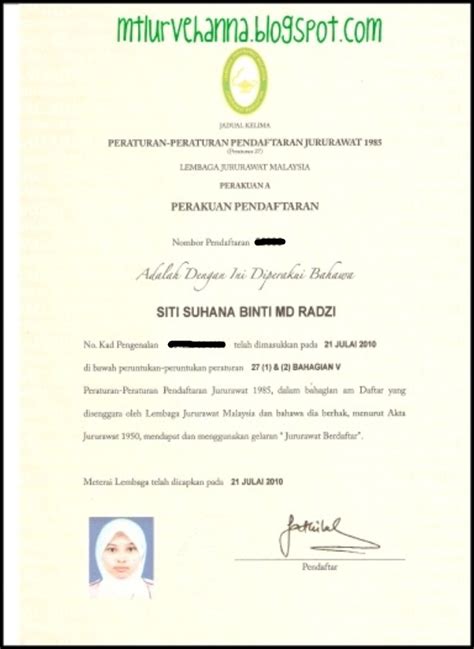 mtlurvehanna.blogspot.com
JADUAL KELIMA
PERATURAN-PERATURAN PENDAFTARAN JURURAWAT 1985
(Peraturan 27)
LEMBAGA JURURAWAT MALAYSIA
PERAKUAN A
PERAKUAN PENDAFTARAN
Nombor Pendaftaran
Adalah Dengan Ini Diperakui Bahawa
SITI SUHANA BINTI MD RADZI
No. Kad Pengenalan telah dimasukkan pada 21 JULAI 2010
di bawah peruntukan-peruntukan peraturan 27 (1) & (2) BAHAGIAN V
Peraturan-Peraturan Pendaftaran Jururawat 1985, dalam bahagian am Daftar yang
disenggara oleh Lembaga Jururawat Malaysia dan bahawa dia berhak, menurut Akta
Jururawat 1950, mendapat dan menggunakan gelaran " Jururawat Berdaftar".
Meterai Lembaga telah dicapkan pada 21 JULAI 2010
Pendaftar